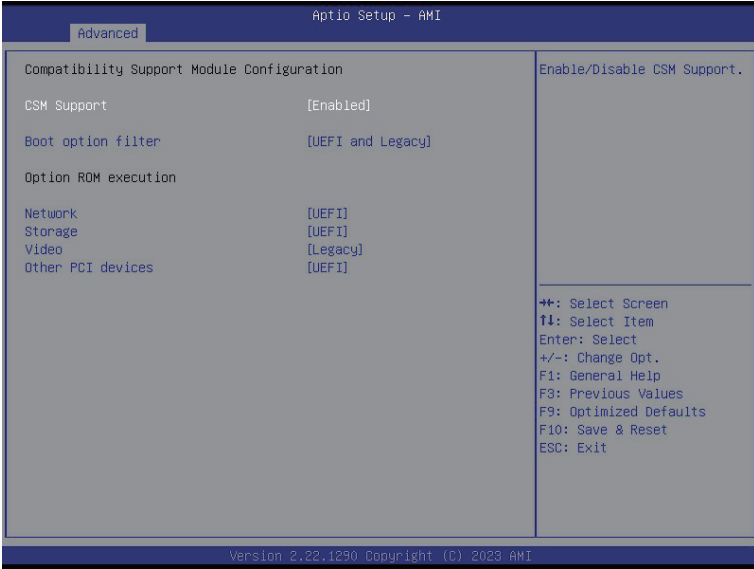 Aptio Setup – AMI
Advanced
Compatibility Support Module Configuration
CSM Support [Enabled]
Boot option filter [UEFI and Legacy]
Option ROM execution
Network [UEFI]
Storage [UEFI]
Video [Legacy]
Other PCI devices [UEFI]
Enable/Disable CSM Support.
→←: Select Screen
↑↓: Select Item
Enter: Select
+/-: Change Opt.
F1: General Help
F3: Previous Values
F9: Optimized Defaults
F10: Save & Reset
ESC: Exit
Version 2.22.1290 Copyright (C) 2023 AMI